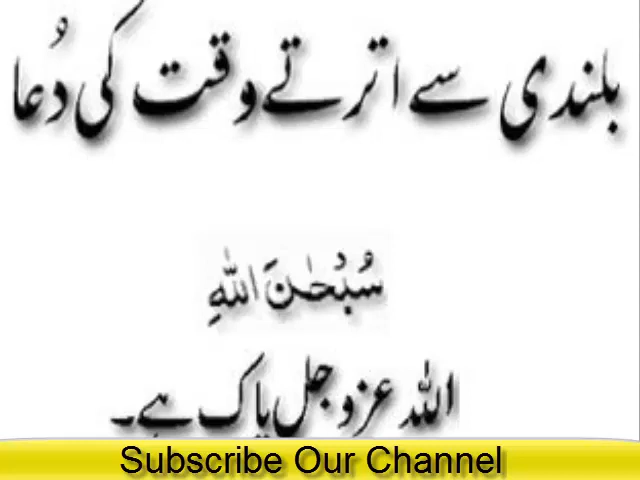 بلندی سے اترتے وقت کی دُعا
سُبْحٰنَ اللّٰهِ
اللہ عزوجل پاک ہے۔
Subscribe Our Channel